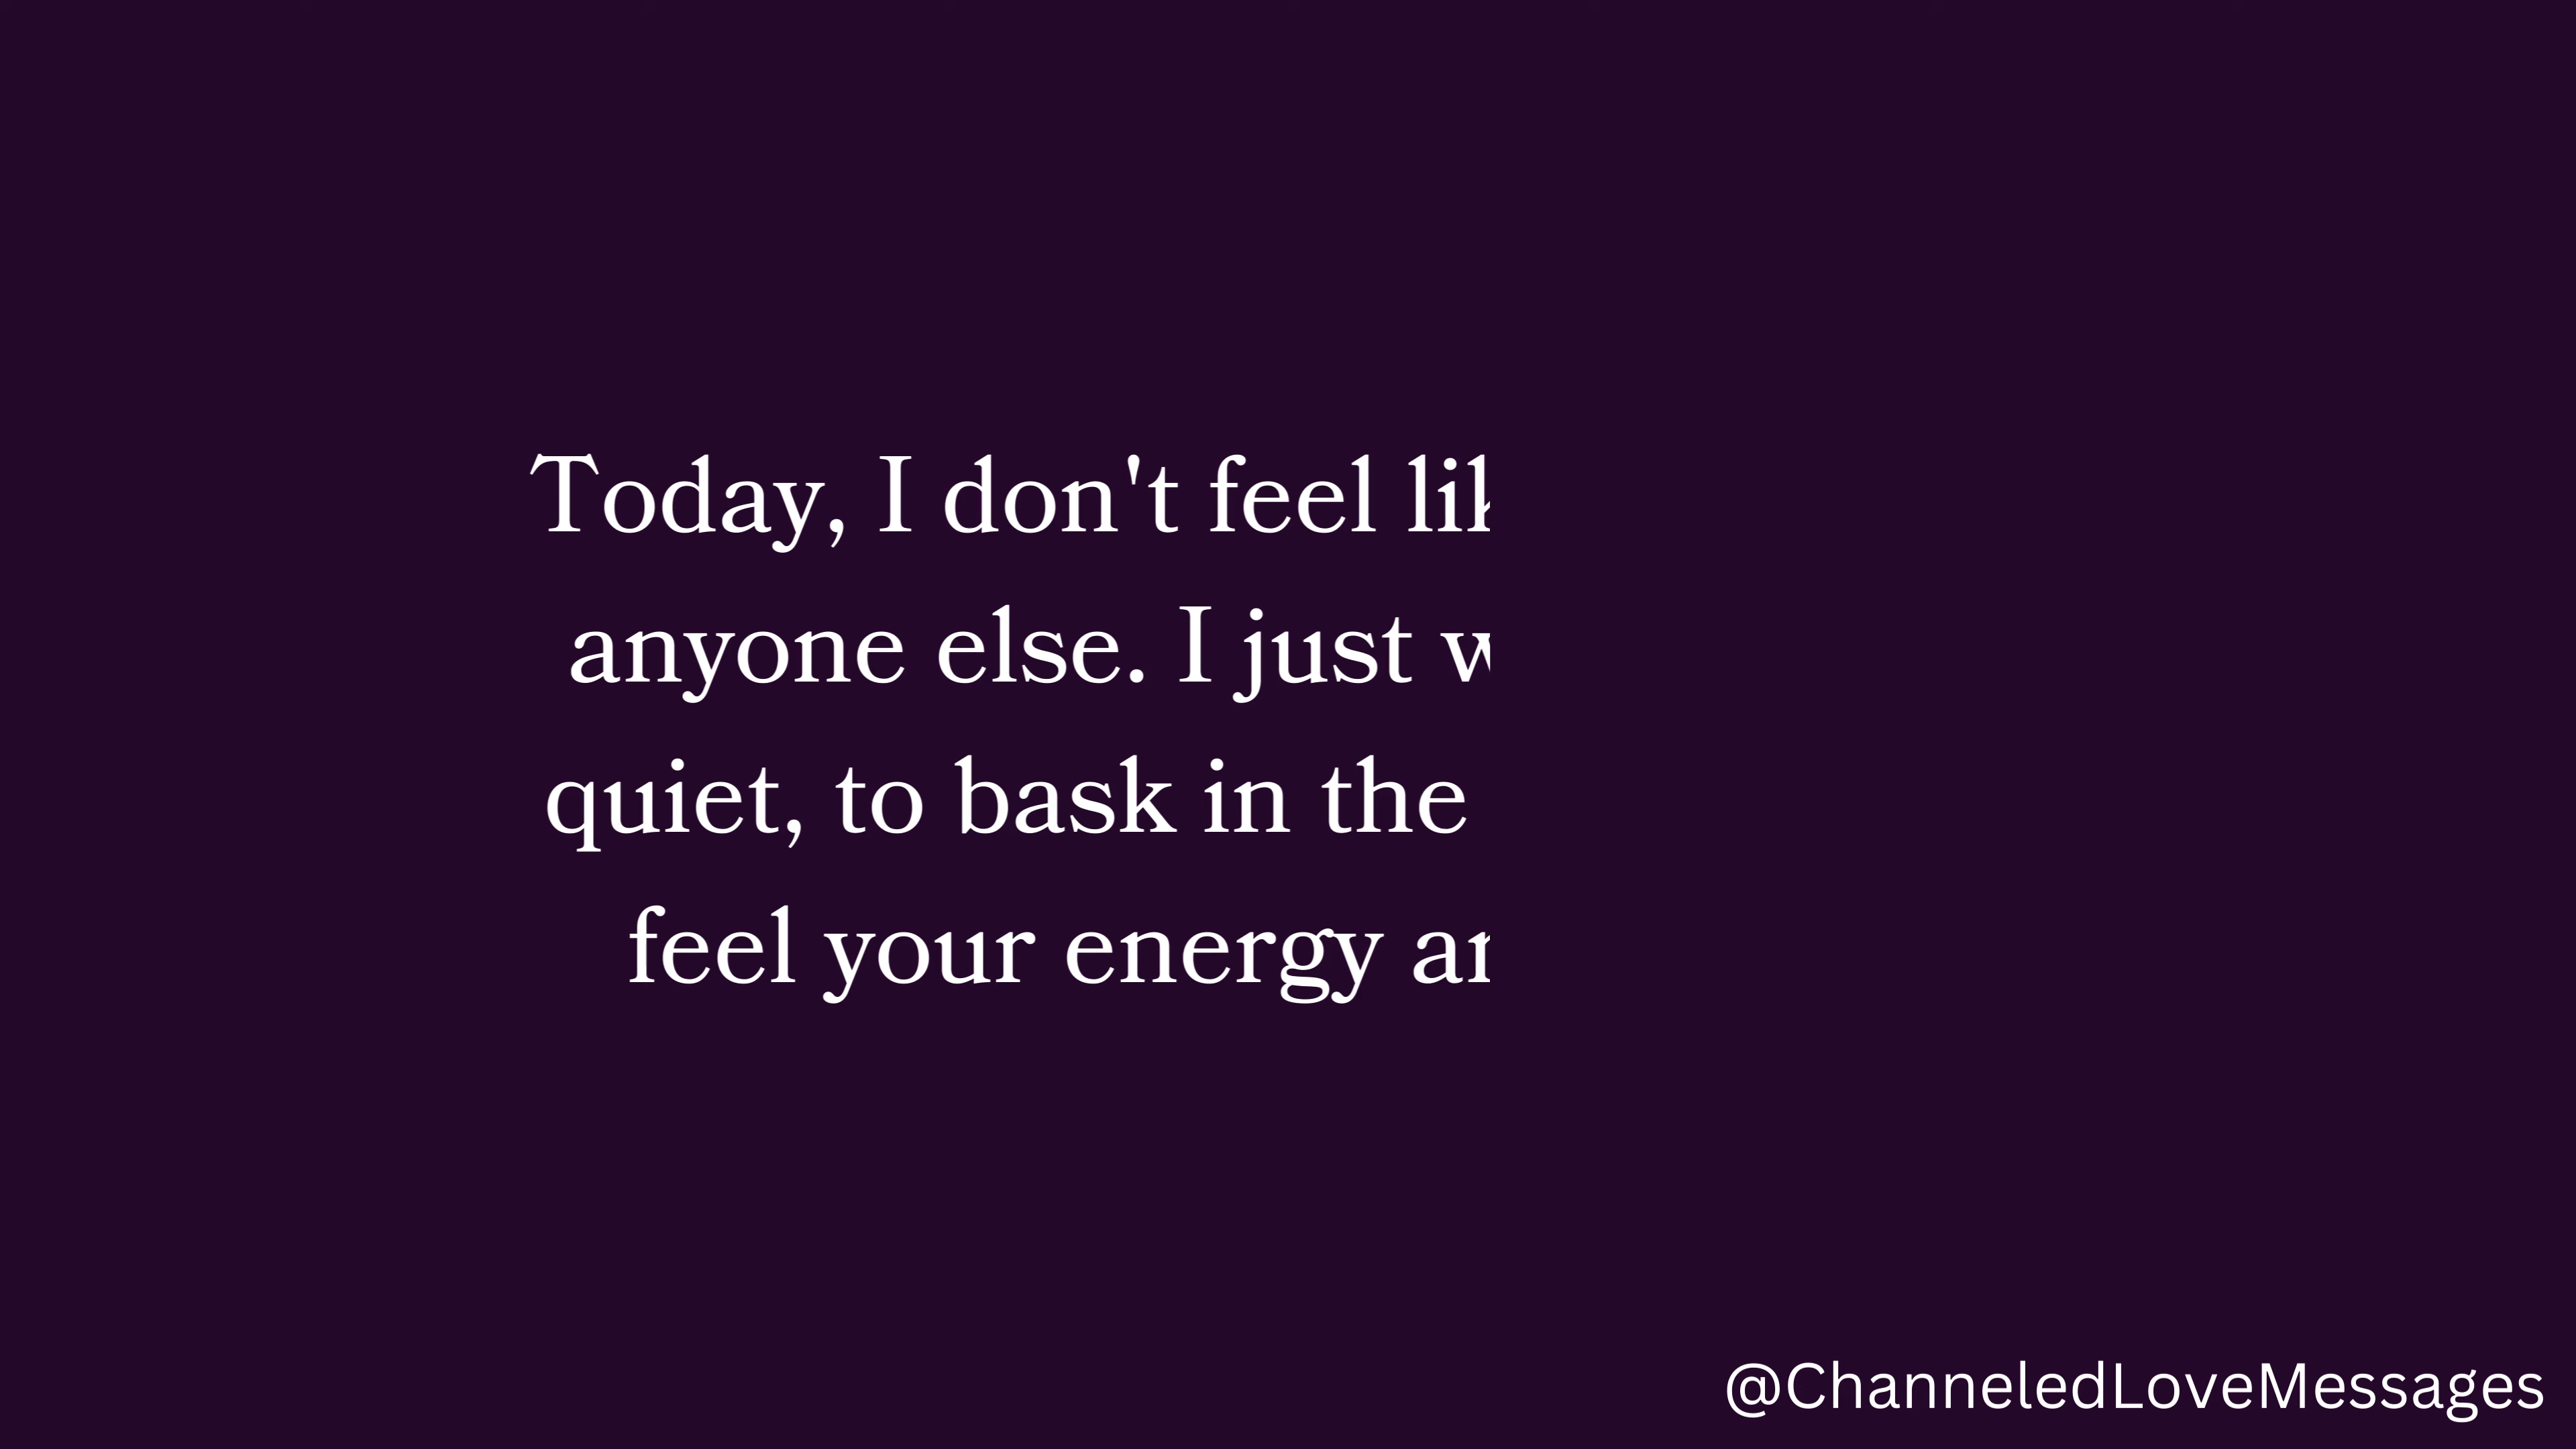 Today, I don't feel
anyone else. I just
quiet, to bask in the
feel your energy
@ChanneledLoveMessages